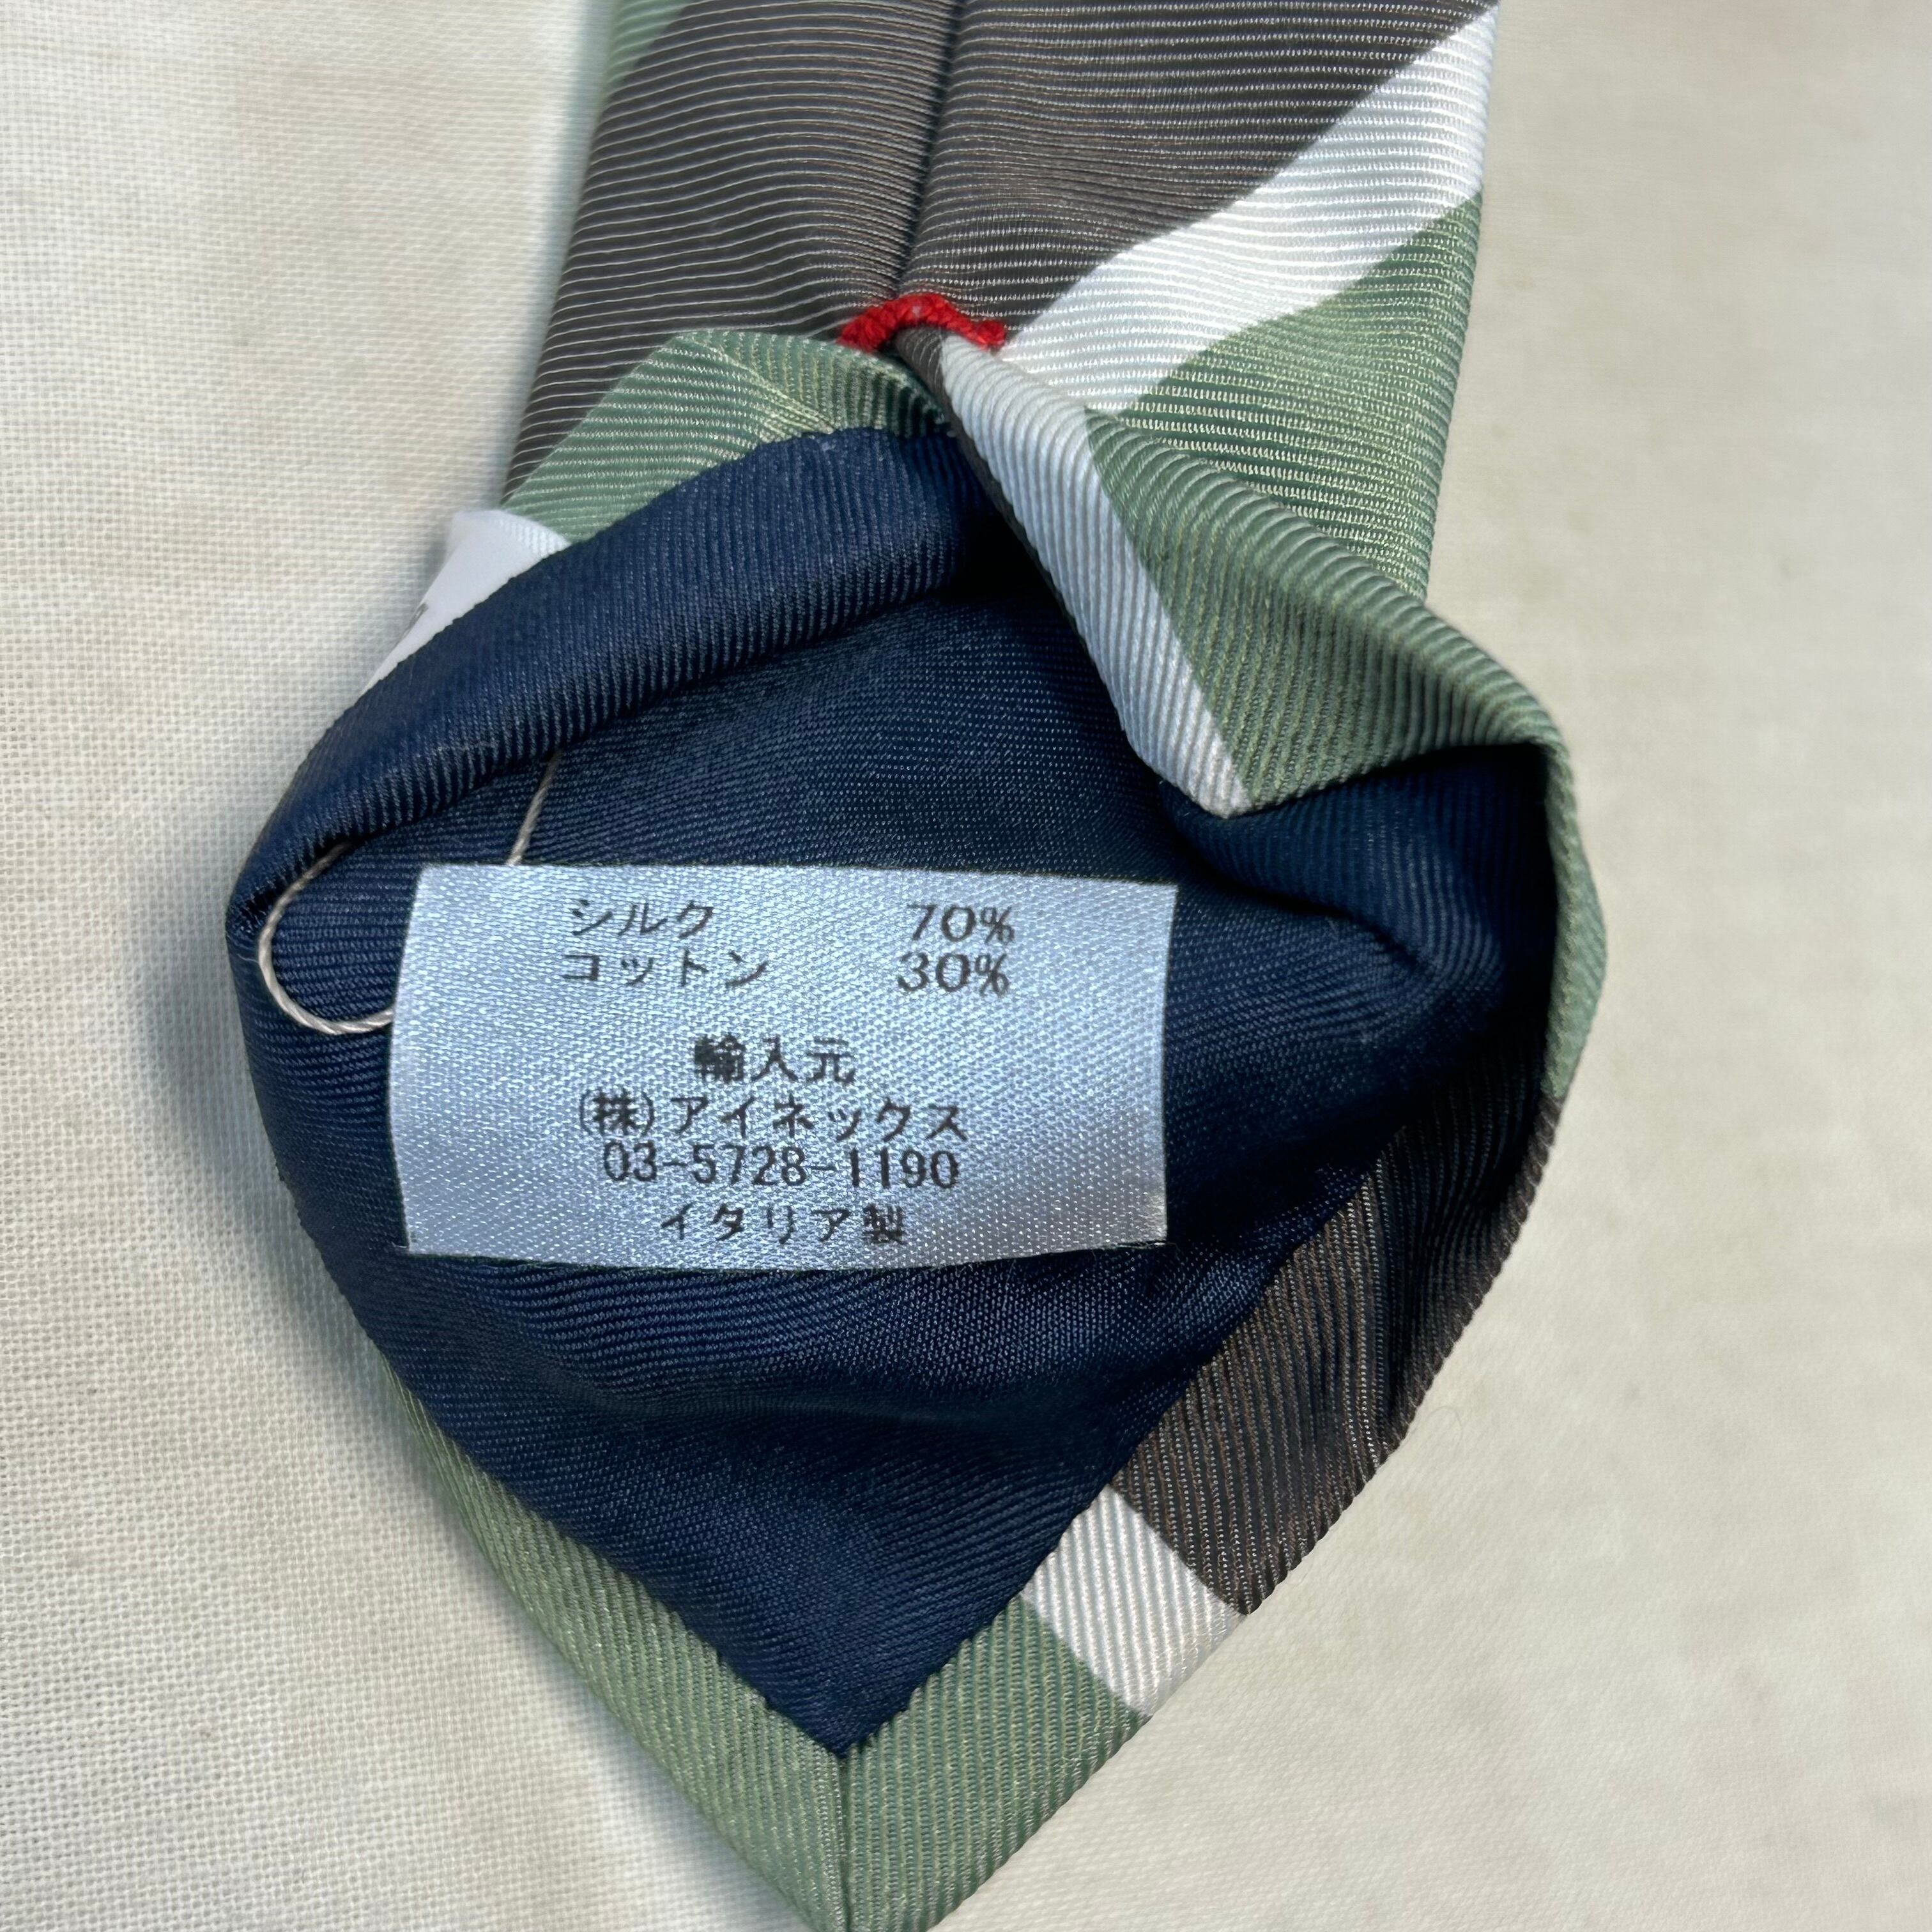 シルク 70%
コットン 30%
輸入元
(株)アイネックス
03-5728-1190
イタリア製